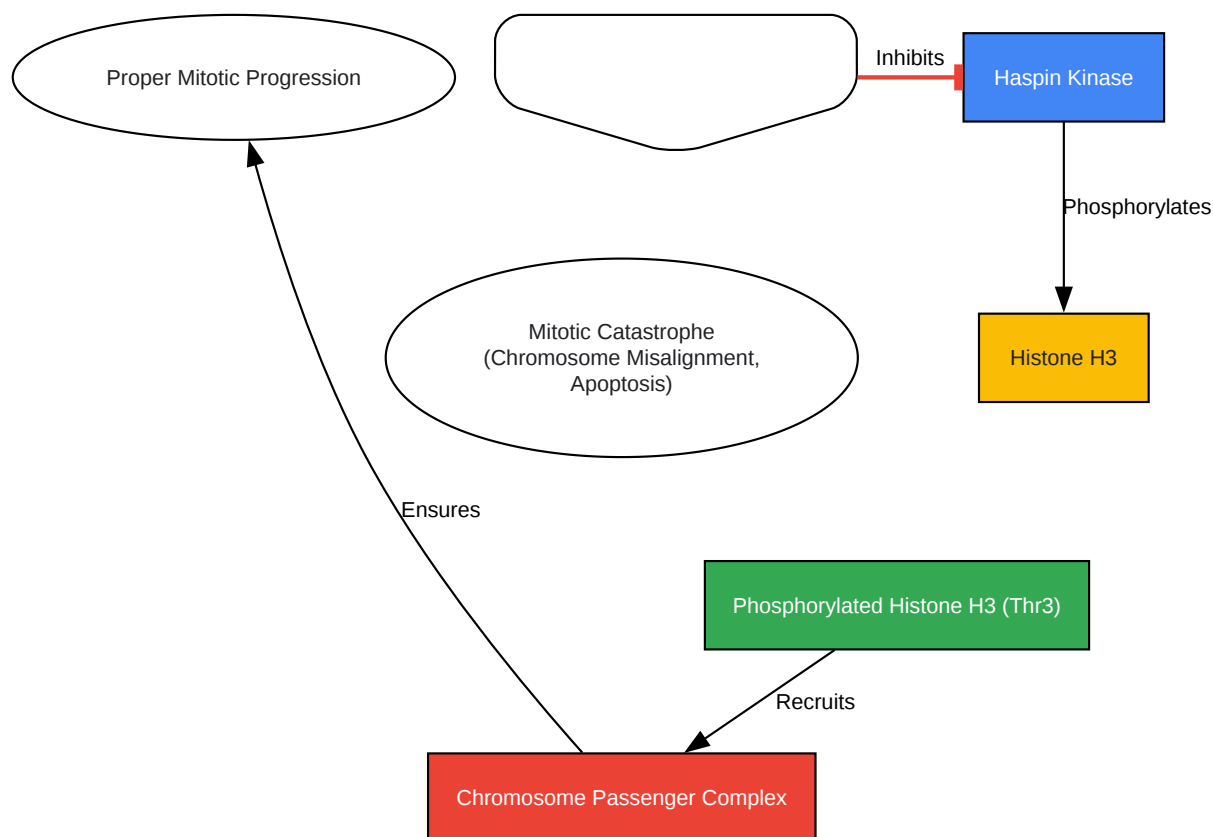 Proper Mitotic Progression
Inhibits
Haspin Kinase
Phosphorylates
Mitotic Catastrophe
(Chromosome Misalignment,
Apoptosis)
Histone H3
Ensures
Phosphorylated Histone H3 (Thr3)
Recruits
Chromosome Passenger Complex